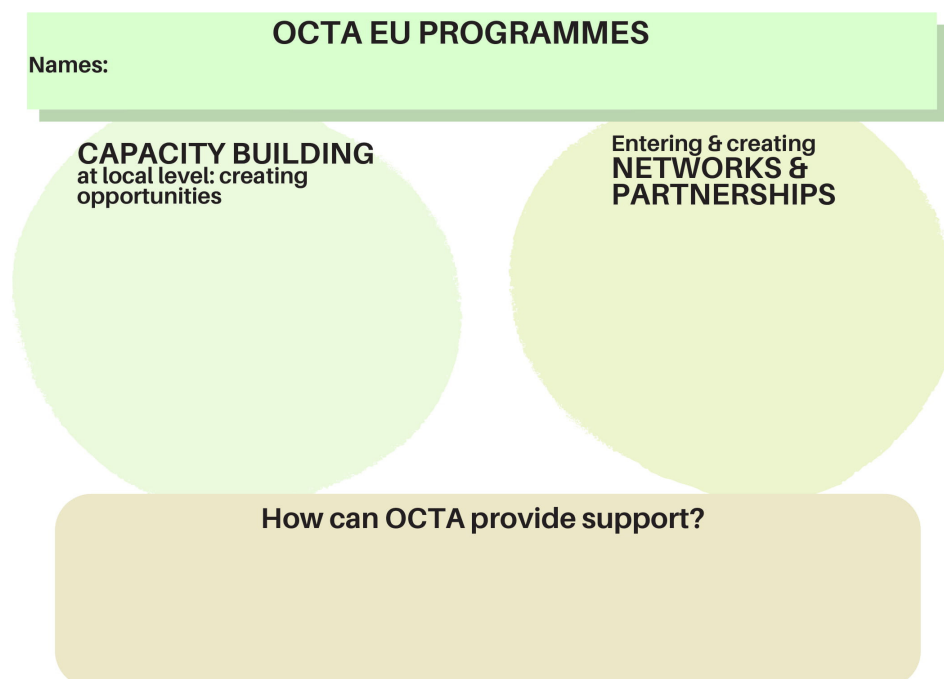 OCTA EU PROGRAMMES
Names:
CAPACITY BUILDING
at local level: creating
opportunities
Entering & creating
NETWORKS &
PARTNERSHIPS
How can OCTA provide support?